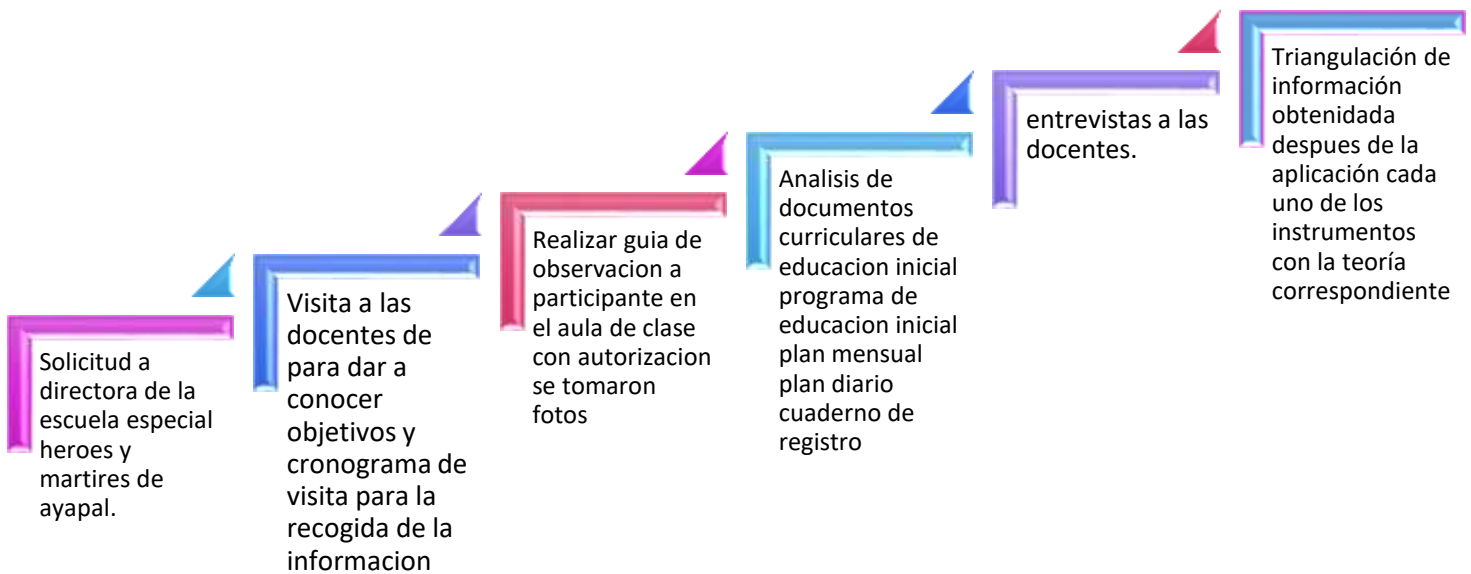 Solicitud a
directora de la
escuela especial
heroes y
martires de
ayapal.
Visita a las
docentes de
para dar a
conocer
objetivos y
cronograma de
visita para la
recogida de la
informacion
Realizar guia de
observacion a
participante en
el aula de clase
con autorizacion
se tomaron
fotos
Analisis de
documentos
curriculares de
educacion inicial
programa de
educacion inicial
plan mensual
plan diario
cuaderno de
registro
entrevistas a las
docentes.
Triangulación de
información
obtenidada
despues de la
aplicación cada
uno de los
instrumentos
con la teoría
correspondiente